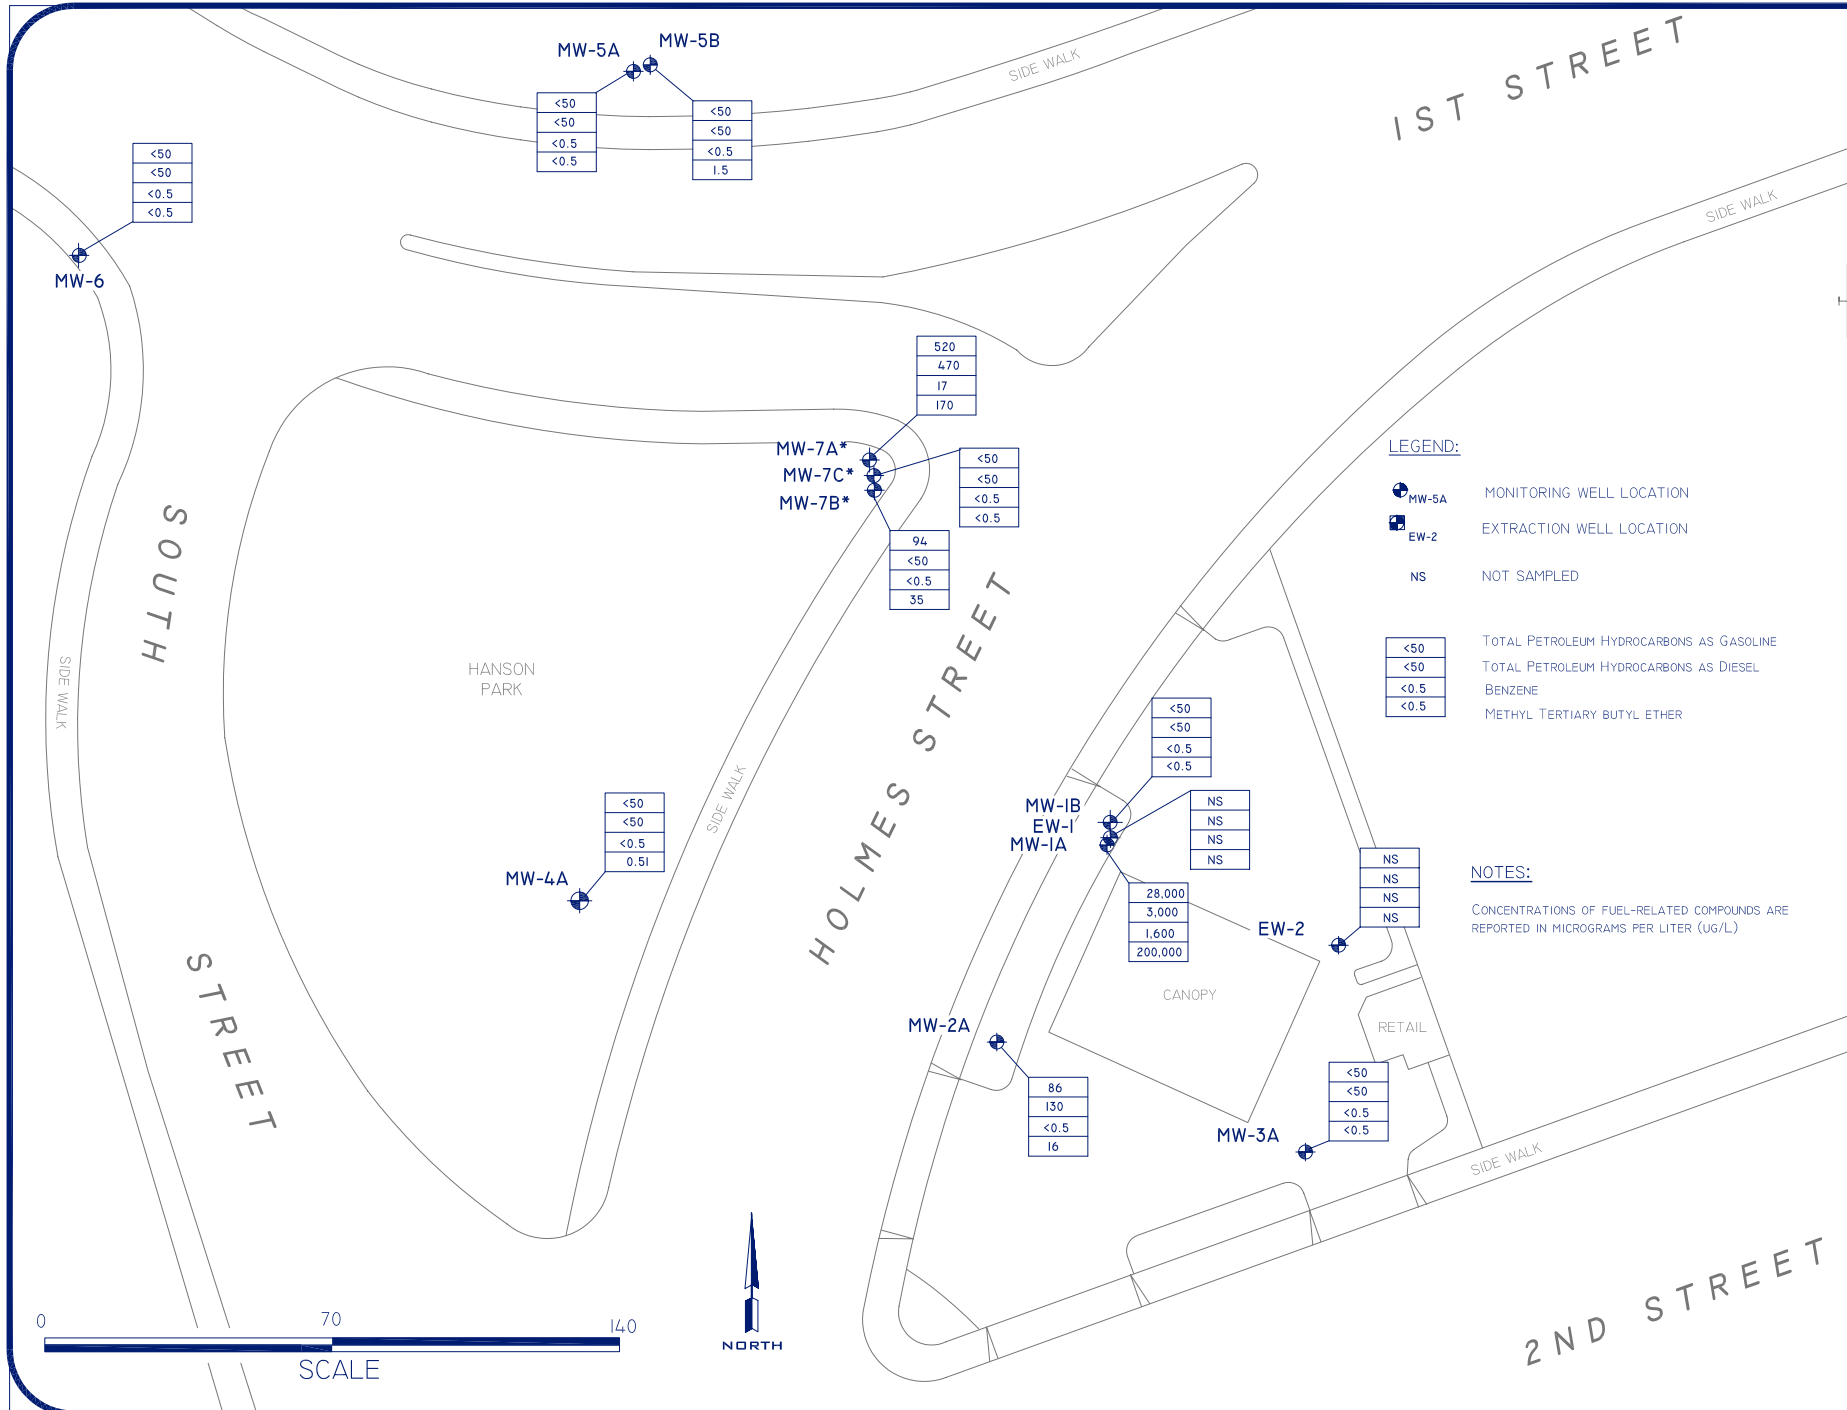 MW-5A
MW-5B
<50
<50
<0.5
<0.5
<50
<50
<0.5
1.5
SIDE WALK
1ST STREET
<50
<50
<0.5
<0.5
MW-6
SIDE WALK
520
470
17
170
MW-7A*
MW-7C*
MW-7B*
<50
<50
<0.5
<0.5
94
<50
<0.5
35
LEGEND:
MW-5A MONITORING WELL LOCATION
EW-2 EXTRACTION WELL LOCATION
NS NOT SAMPLED
<50 TOTAL PETROLEUM HYDROCARBONS AS GASOLINE
<50 TOTAL PETROLEUM HYDROCARBONS AS DIESEL
<0.5 BENZENE
<0.5 METHYL TERTIARY BUTYL ETHER
SOUTH
STREET
SIDE WALK
HANSON
PARK
HOLMES STREET
SIDE WALK
<50
<50
<0.5
0.51
MW-4A
<50
<50
<0.5
<0.5
MW-1B
EW-1
MW-1A
NS
NS
NS
NS
28,000
3,000
1,600
200,000
NS
NS
NS
NS
EW-2
NOTES:
CONCENTRATIONS OF FUEL-RELATED COMPOUNDS ARE
REPORTED IN MICROGRAMS PER LITER (UG/L)
CANOPY
RETAIL
MW-2A
86
130
<0.5
16
<50
<50
<0.5
<0.5
MW-3A
SIDE WALK
2ND STREET
0 70 140
SCALE
NORTH